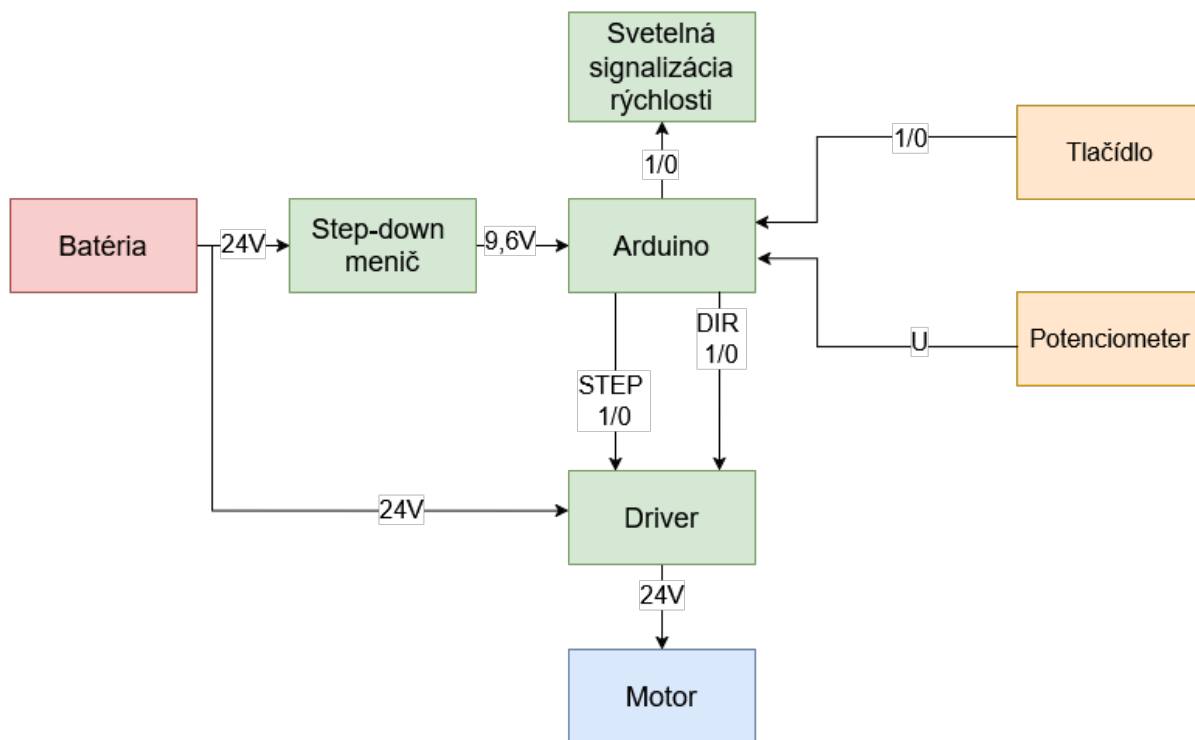 Svetelná
signalizácia
rýchlosti
1/0
1/0
Tlačídlo
Batéria
24V
Step-down
menič
9,6V
Arduino
U
Potenciometer
DIR
1/0
STEP
1/0
24V
Driver
24V
Motor